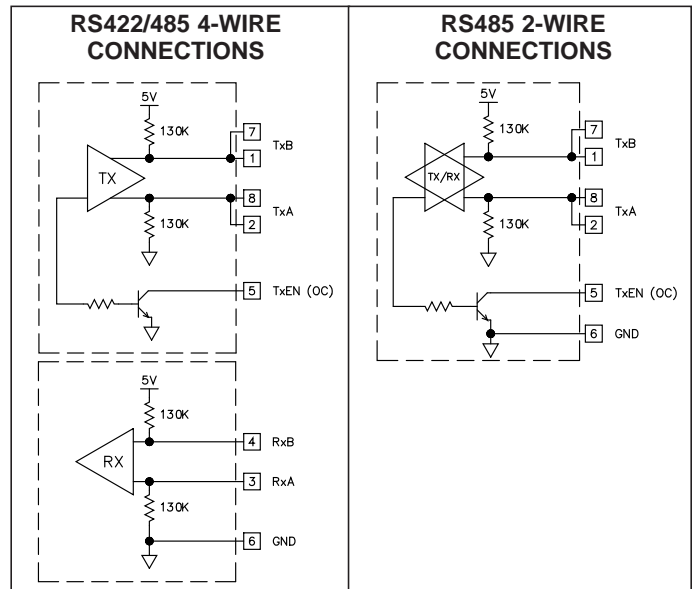 RS422/485 4-WIRE
CONNECTIONS
5V
130K
7
TxB
1
TX
8
TxA
130K
2
5 TxEN (OC)
5V
130K
4 RxB
RX
3 RxA
130K
6 GND
RS485 2-WIRE
CONNECTIONS
5V
130K
7
TxB
1
TX/RX
8
TxA
130K
2
5 TxEN (OC)
6 GND